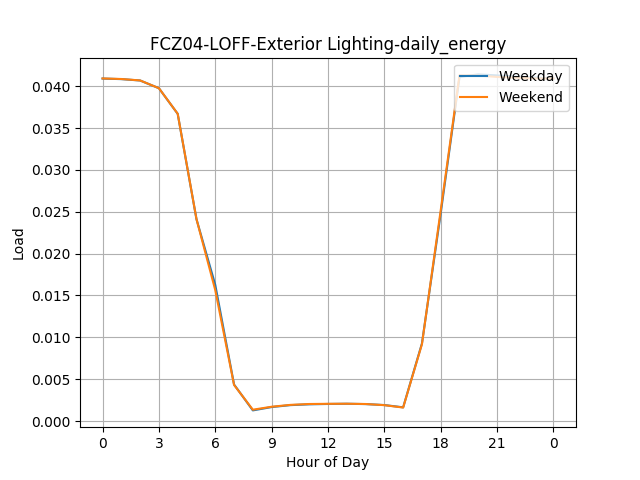 FCZ04-LOFF-Exterior Lighting-daily_energy
Weekday
Weekend
0.040
0.035
0.030
0.025
0.020
0.015
0.010
0.005
0.000
Load
0 3 6 9 12 15 18 21 0
Hour of Day